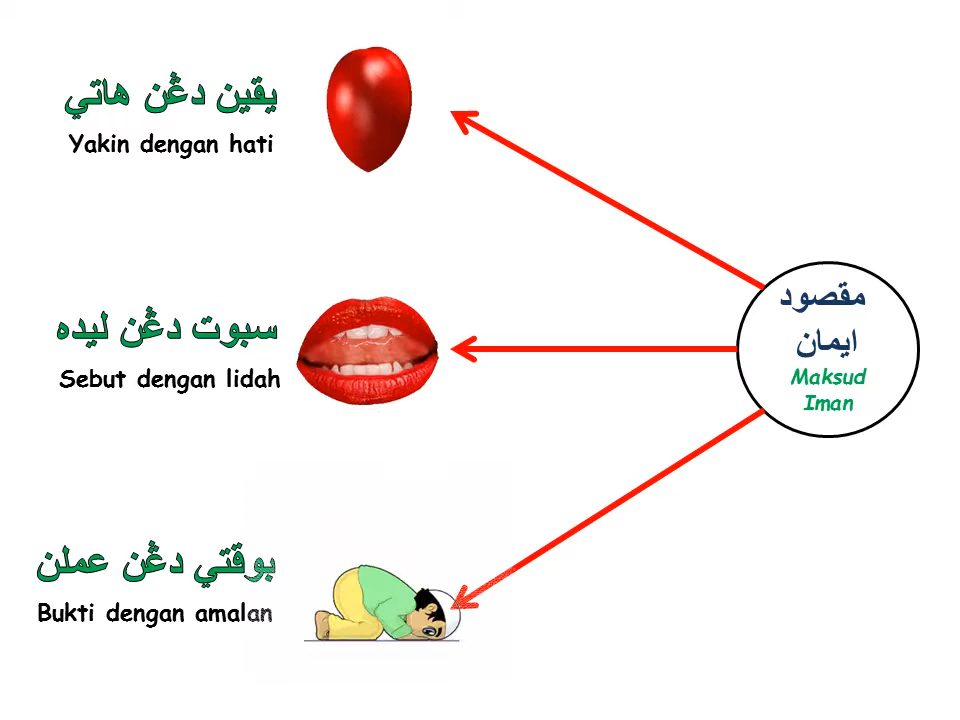 يقين دڠن هاتي
Yakin dengan hati
سبوت دڠن ليده
Sebut dengan lidah
بوقتي دڠن عملن
Bukti dengan amalan
مقصود
ايمان
Maksud
Iman